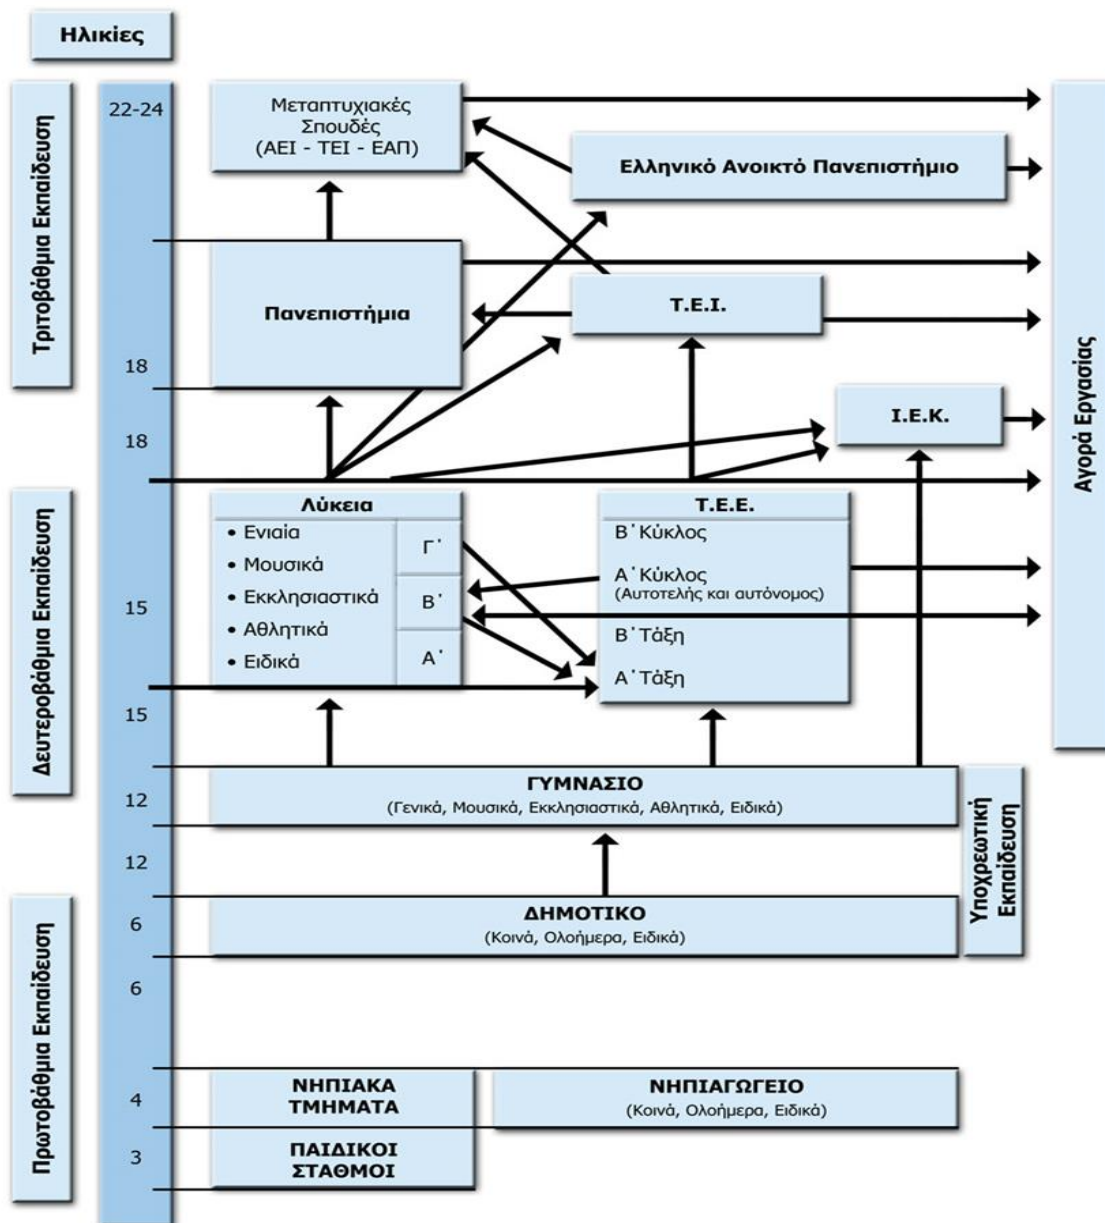 Ηλικίες
Τριτοβάθμια Εκπαίδευση
22-24
Μεταπτυχιακές
Σπουδές
(ΑΕΙ - ΤΕΙ - ΕΑΠ)
Ελληνικό Ανοικτό Πανεπιστήμιο
Πανεπιστήμια
Τ.Ε.Ι.
18
18
Ι.Ε.Κ.
Αγορά Εργασίας
Δευτεροβάθμια Εκπαίδευση
Λύκεια
• Ενιαία
• Μουσικά
• Εκκλησιαστικά
• Αθλητικά
• Ειδικά
Γ'
Β'
Α'
Τ.Ε.Ε.
Β' Κύκλος
Α' Κύκλος
(Αυτοτελής και αυτόνομος)
Β' Τάξη
Α' Τάξη
15
15
12
ΓΥΜΝΑΣΙΟ
(Γενικά, Μουσικά, Εκκλησιαστικά, Αθλητικά, Ειδικά)
Υποχρεωτική
Εκπαίδευση
12
Πρωτοβάθμια Εκπαίδευση
6
ΔΗΜΟΤΙΚΟ
(Κοινά, Ολοήμερα, Ειδικά)
6
4
ΝΗΠΙΑΚΑ
ΤΜΗΜΑΤΑ
ΝΗΠΙΑΓΩΓΕΙΟ
(Κοινά, Ολοήμερα, Ειδικά)
3
ΠΑΙΔΙΚΟΙ
ΣΤΑΘΜΟΙ